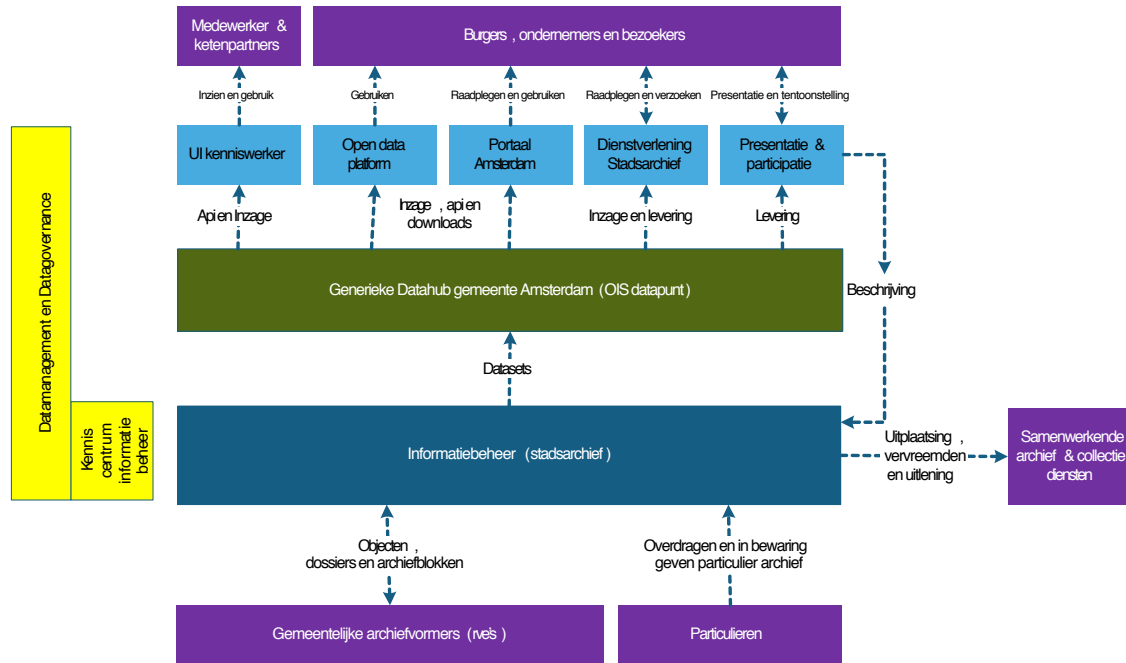 Medewerker &
ketenpartners
Burgers , ondernemers en bezoekers
Inzien en gebruik
Gebruiken
Raadplegen en gebruiken
Raadplegen en verzoeken
Presentatie en tentoonstelling
UI kenniswerker
Open data
platform
Portaal
Amsterdam
Dienstverlening
Stadsarchief
Presentatie &
participatie
Api en Inzage
Inzage , api en
downloads
Inzage en levering
Levering
Generieke Datahub gemeente Amsterdam (OIS datapunt)
Beschrijving
Datasets
Datamanagement en Datagovernance
Kennis
centrum
informatie
beheer
Informatiebeheer (stadsarchief)
Uitplaatsing ,
vervreemden
en uitlening
Samenwerkende
archief & collectie
diensten
Objecten ,
dossiers en archiefblokken
Overdragen en in bewaring
geven particulier archief
Gemeentelijke archiefvormers (rve's)
Particulieren